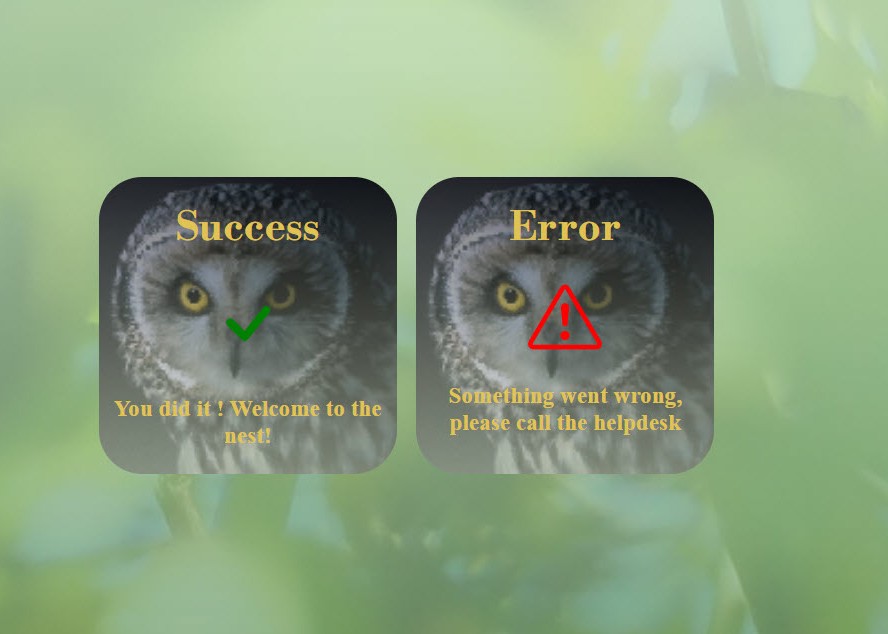 Success
You did it ! Welcome to the
nest!
Error
Something went wrong,
please call the helpdesk